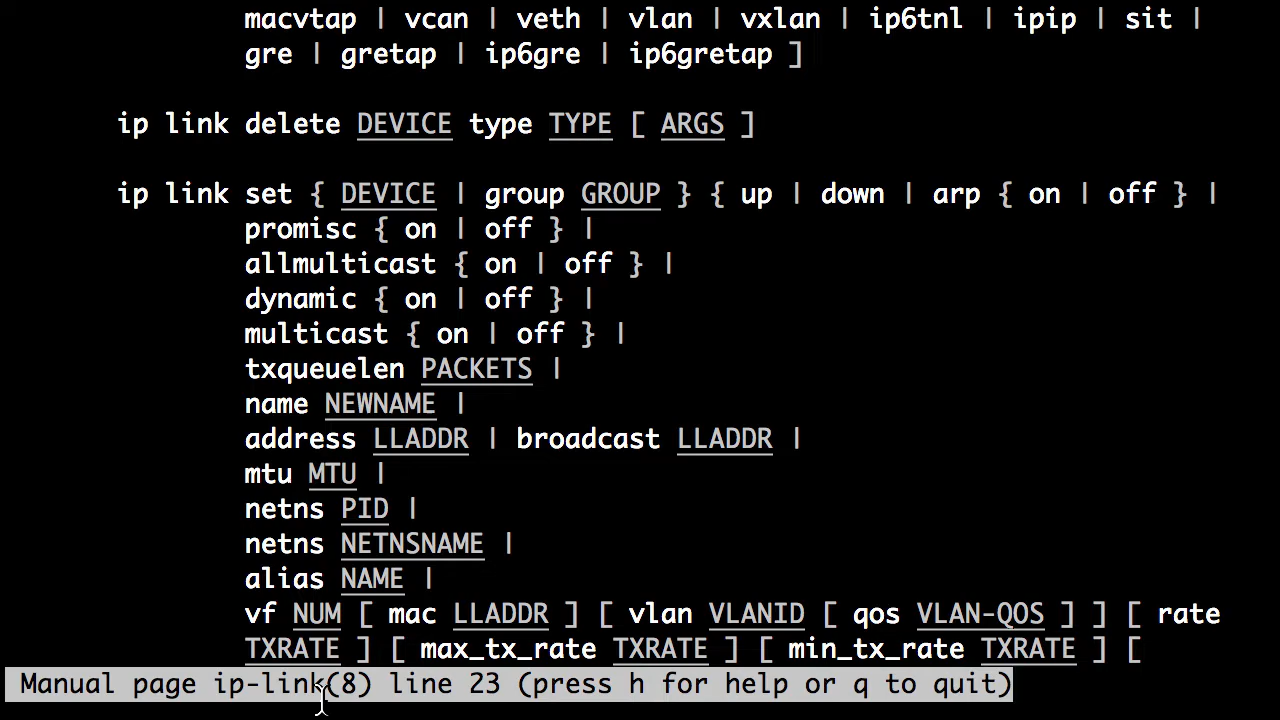 macvtap | vcan | veth | vlan | vxlan | ip6tnl | ipip | sit |
gre | gretap | ip6gre | ip6gretap ]
ip link delete DEVICE type TYPE [ ARGS ]
ip link set { DEVICE | group GROUP } { up | down | arp { on | off } |
promisc { on | off } |
allmulticast { on | off } |
dynamic { on | off } |
multicast { on | off } |
txqueuelen PACKETS |
name NEWNAME |
address LLADDR | broadcast LLADDR |
mtu MTU |
netns PID |
netns NETNSNAME |
alias NAME |
vf NUM [ mac LLADDR ] [ vlan VLANID [ qos VLAN-QOS ] ] [ rate
TXRATE ] [ max_tx_rate TXRATE ] [ min_tx_rate TXRATE ] [
Manual page ip-link(8) line 23 (press h for help or q to quit)